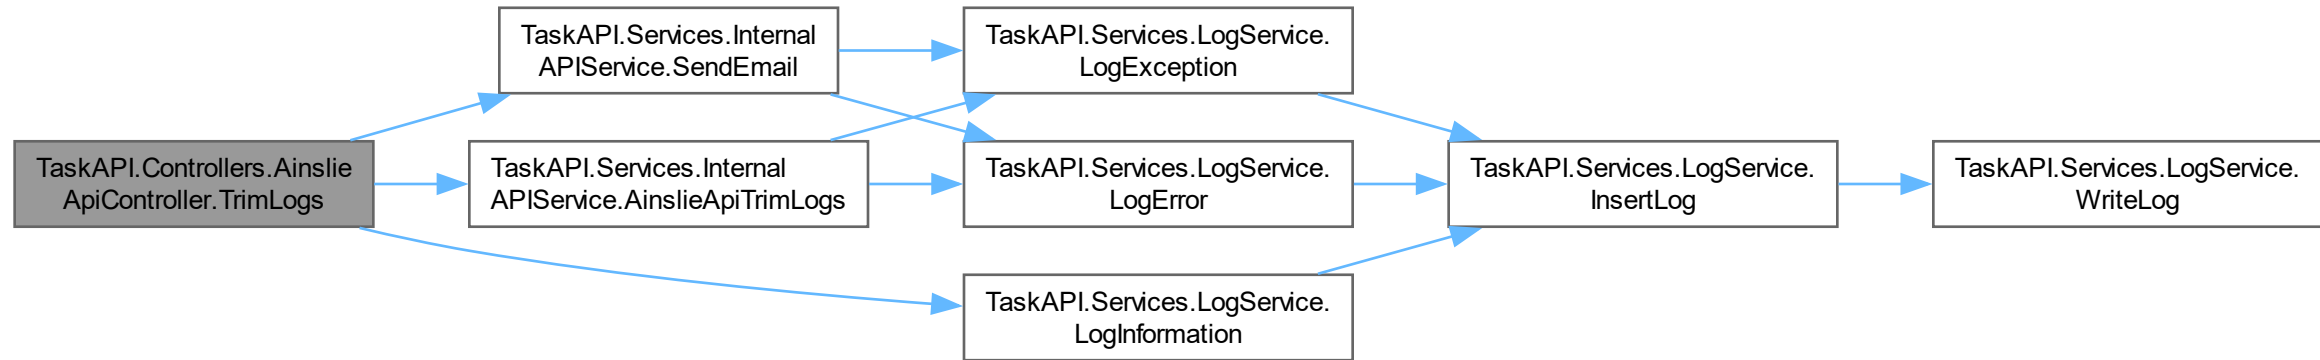 TaskAPI.Services.Internal
APIService.SendEmail
TaskAPI.Services.LogService.
LogException
TaskAPI.Controllers.Ainslie
ApiController.TrimLogs
TaskAPI.Services.Internal
APIService.AinslieApiTrimLogs
TaskAPI.Services.LogService.
LogError
TaskAPI.Services.LogService.
InsertLog
TaskAPI.Services.LogService.
WriteLog
TaskAPI.Services.LogService.
LogInformation